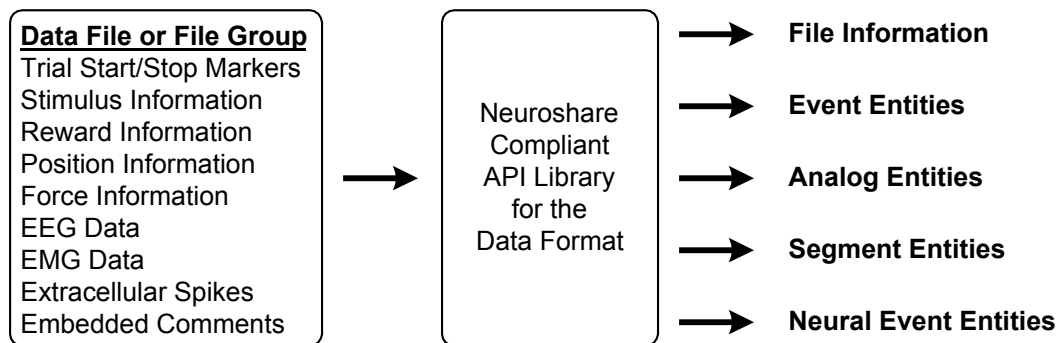 Data File or File Group
Trial Start/Stop Markers
Stimulus Information
Reward Information
Position Information
Force Information
EEG Data
EMG Data
Extracellular Spikes
Embedded Comments
Neuroshare
Compliant
API Library
for the
Data Format
File Information
Event Entities
Analog Entities
Segment Entities
Neural Event Entities